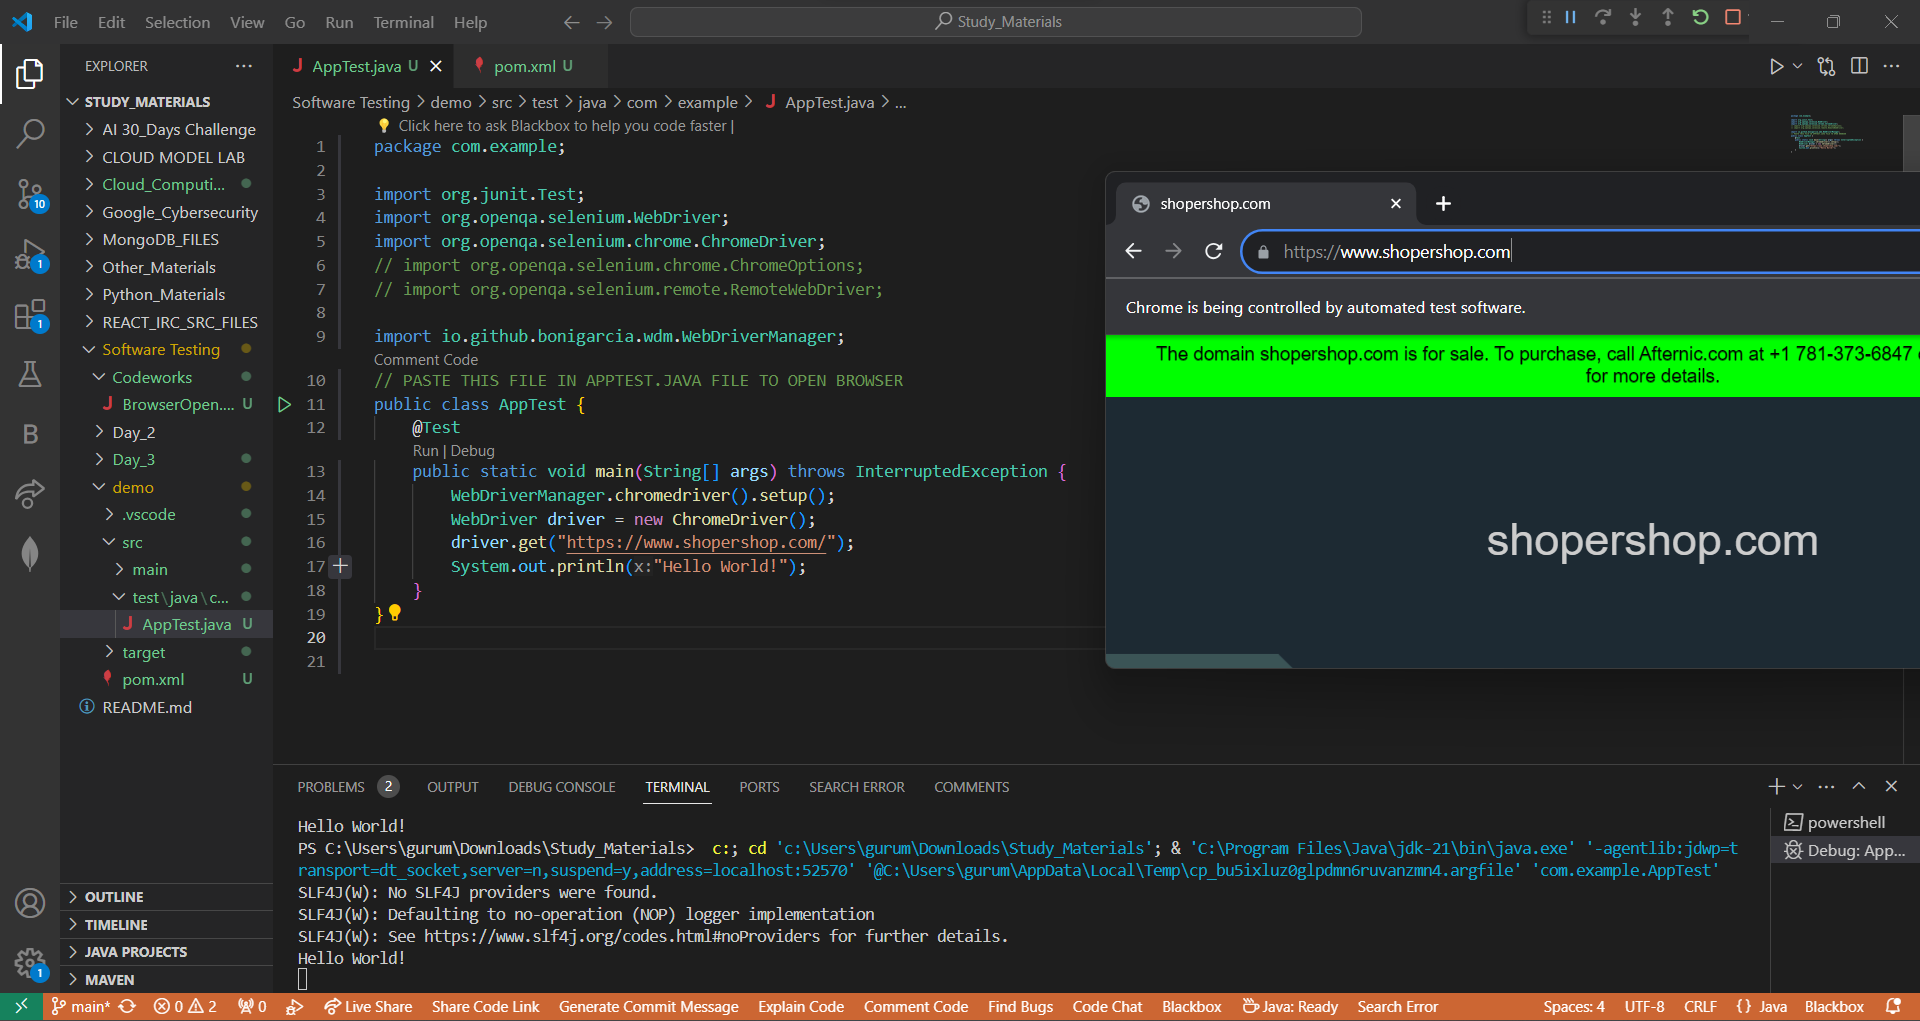 File Edit Selection View Go Run Terminal Help
Study_Materials
EXPLORER
STUDY_MATERIALS
AI 30_Days Challenge
CLOUD MODEL LAB
Cloud_Computi...
Google_Cybersecurity
MongoDB_FILES
Other_Materials
Python_Materials
REACT_IRC_SRC_FILES
Software Testing
Codeworks
J BrowserOpen.... U
Day_2
Day_3
demo
.vscode
src
main
test\java\c...
J AppTest.java U
target
pom.xml U
README.md
OUTLINE
TIMELINE
JAVA PROJECTS
MAVEN
10
1
1
B
1
J AppTest.java U
pom.xml U
Software Testing > demo > src > test > java > com > example > J AppTest.java > ...
Click here to ask Blackbox to help you code faster |
1 package com.example;
2
3 import org.junit.Test;
4 import org.openqa.selenium.WebDriver;
5 import org.openqa.selenium.chrome.ChromeDriver;
6 // import org.openqa.selenium.chrome.ChromeOptions;
7 // import org.openqa.selenium.remote.RemoteWebDriver;
8
9 import io.github.bonigarcia.wdm.WebDriverManager;
Comment Code
10 // PASTE THIS FILE IN APPTEST.JAVA FILE TO OPEN BROWSER
11 public class AppTest {
12 @Test
Run | Debug
13 public static void main(String[] args) throws InterruptedException {
14 WebDriverManager.chromedriver().setup();
15 WebDriver driver = new ChromeDriver();
16 driver.get("https://www.shopershop.com/");
17 System.out.println(x:"Hello World!");
18 }
19 }
20
21
shopershop.com
https://www.shopershop.com
Chrome is being controlled by automated test software.
The domain shopershop.com is for sale. To purchase, call Afternic.com at +1 781-373-6847
for more details.
shopershop.com
PROBLEMS 2 OUTPUT DEBUG CONSOLE TERMINAL PORTS SEARCH ERROR COMMENTS
Hello World!
PS C:\Users\gurum\Downloads\Study_Materials> c:; cd 'c:\Users\gurum\Downloads\Study_Materials'; & 'C:\Program Files\Java\jdk-21\bin\java.exe' '-agentlib:jdwp=t
ransport=dt_socket,server=n,suspend=y,address=localhost:52570' '@C:\Users\gurum\AppData\Local\Temp\cp_bu5ixluz0glpdmn6ruvanzmn4.argfile' 'com.example.AppTest'
SLF4J(W): No SLF4J providers were found.
SLF4J(W): Defaulting to no-operation (NOP) logger implementation
SLF4J(W): See https://www.slf4j.org/codes.html#noProviders for further details.
Hello World!
powershell
Debug: App...
main* 0 2 0 Live Share Share Code Link Generate Commit Message Explain Code Comment Code Find Bugs Code Chat Blackbox Java: Ready Search Error Spaces: 4 UTF-8 CRLF {} Java Blackbox